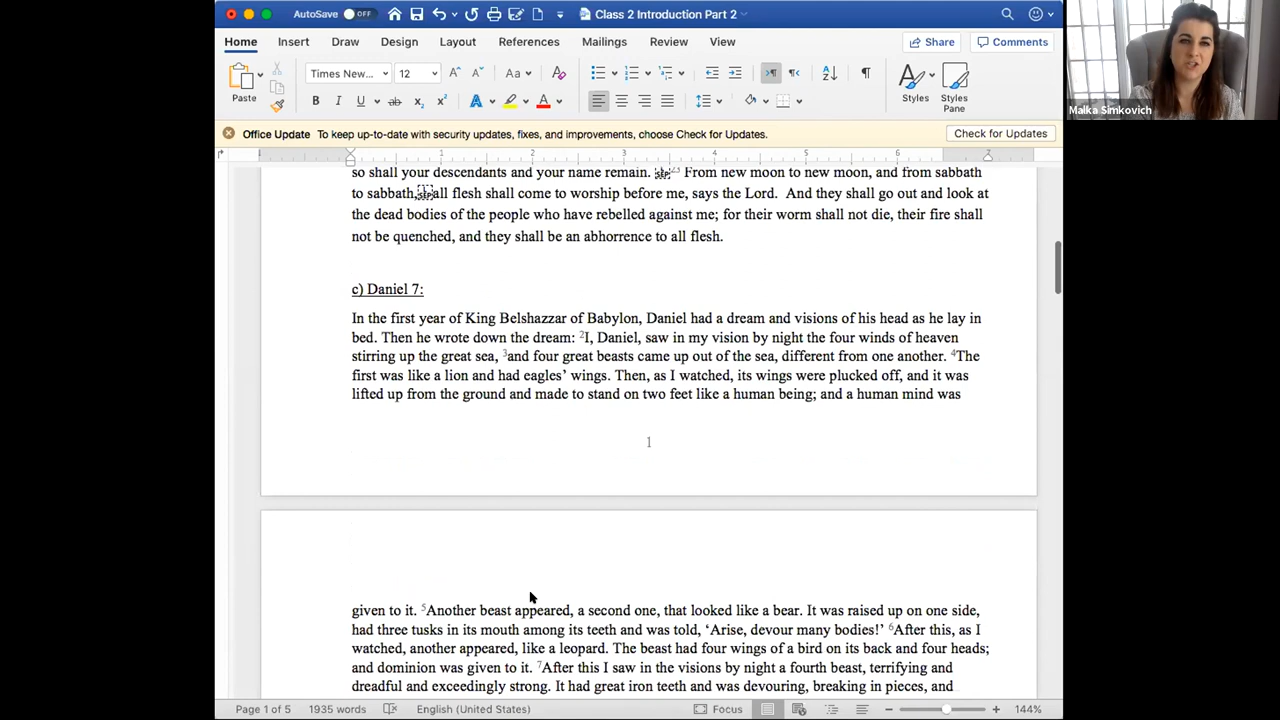 AutoSave OFF Class 2 Introduction Part 2
Malka Simkovich
Home Insert Draw Design Layout References Mailings Review View Share Comments
Paste Times New... 12 Aa Styles Styles Pane
B I U ab x₂ x² A A
Office Update To keep up-to-date with security updates, fixes, and improvements, choose Check for Updates. Check for Updates
1 1 2 3 4 5 6 7
so shall your descendants and your name remain. SEP 23 From new moon to new moon, and from sabbath
to sabbath, SEP all flesh shall come to worship before me, says the Lord. And they shall go out and look at
the dead bodies of the people who have rebelled against me; for their worm shall not die, their fire shall
not be quenched, and they shall be an abhorrence to all flesh.
c) Daniel 7:
In the first year of King Belshazzar of Babylon, Daniel had a dream and visions of his head as he lay in
bed. Then he wrote down the dream: ²I, Daniel, saw in my vision by night the four winds of heaven
stirring up the great sea, ³and four great beasts came up out of the sea, different from one another. ⁴The
first was like a lion and had eagles’ wings. Then, as I watched, its wings were plucked off, and it was
lifted up from the ground and made to stand on two feet like a human being; and a human mind was
1
given to it. ⁵Another beast appeared, a second one, that looked like a bear. It was raised up on one side,
had three tusks in its mouth among its teeth and was told, ‘Arise, devour many bodies!’ ⁶After this, as I
watched, another appeared, like a leopard. The beast had four wings of a bird on its back and four heads;
and dominion was given to it. ⁷After this I saw in the visions by night a fourth beast, terrifying and
dreadful and exceedingly strong. It had great iron teeth and was devouring, breaking in pieces, and
Page 1 of 5 1935 words English (United States) Focus 144%